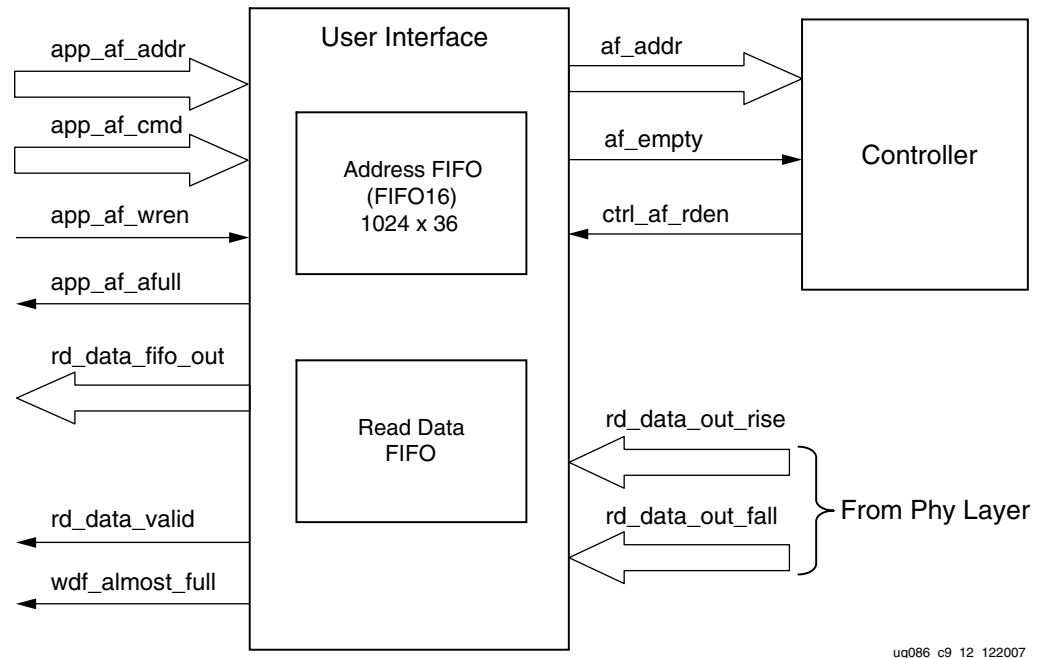 User Interface
app_af_addr
app_af_cmd
app_af_wren
app_af_afull
rd_data_fifo_out
rd_data_valid
wdf_almost_full
Address FIFO
(FIFO16)
1024 x 36
Read Data
FIFO
af_addr
af_empty
ctrl_af_rden
Controller
rd_data_out_rise
rd_data_out_fall
From Phy Layer
ug086_c9_12_122007